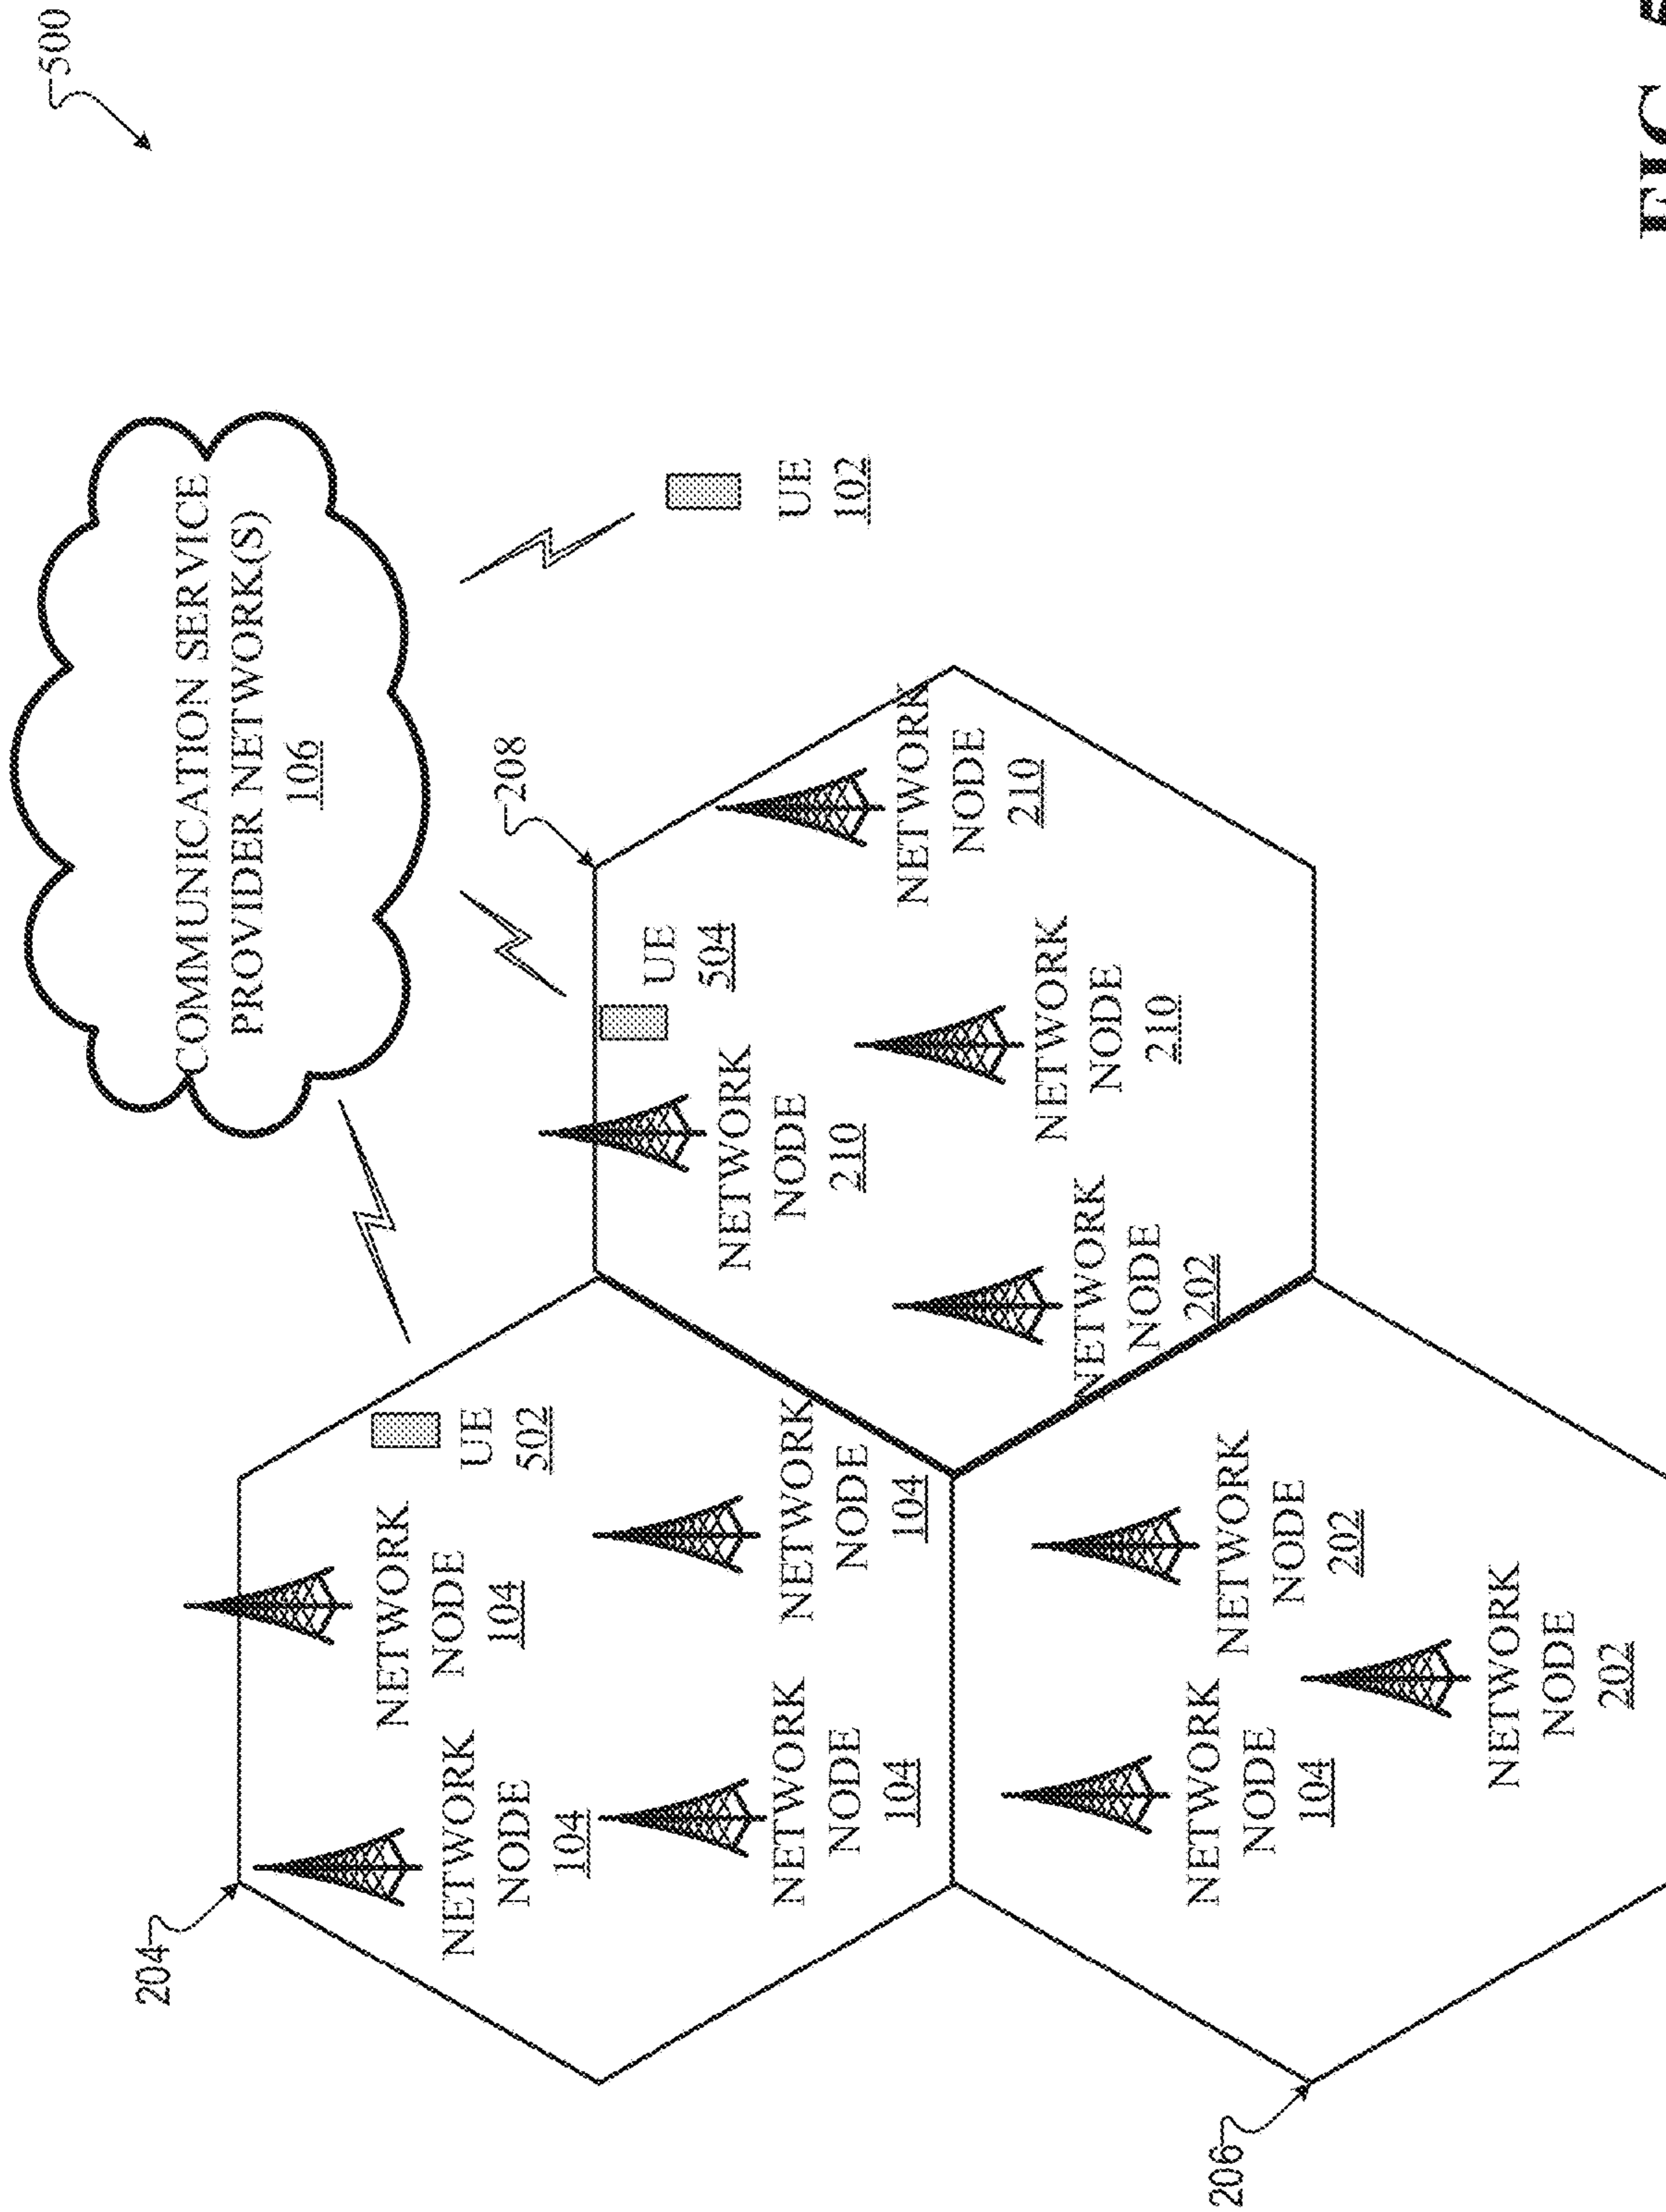 500
COMMUNICATION SERVICE
PROVIDER NETWORK(S)
106
204
NETWORK
NODE
104
NETWORK
NODE
104
UE
502
208
UE
504
UE
102
NETWORK
NODE
104
NETWORK
NODE
104
NETWORK
NODE
210
NETWORK
NODE
210
NETWORK
NODE
210
NETWORK
NODE
202
206
NETWORK
NODE
104
NETWORK
NODE
202
NETWORK
NODE
202
FIG. 5